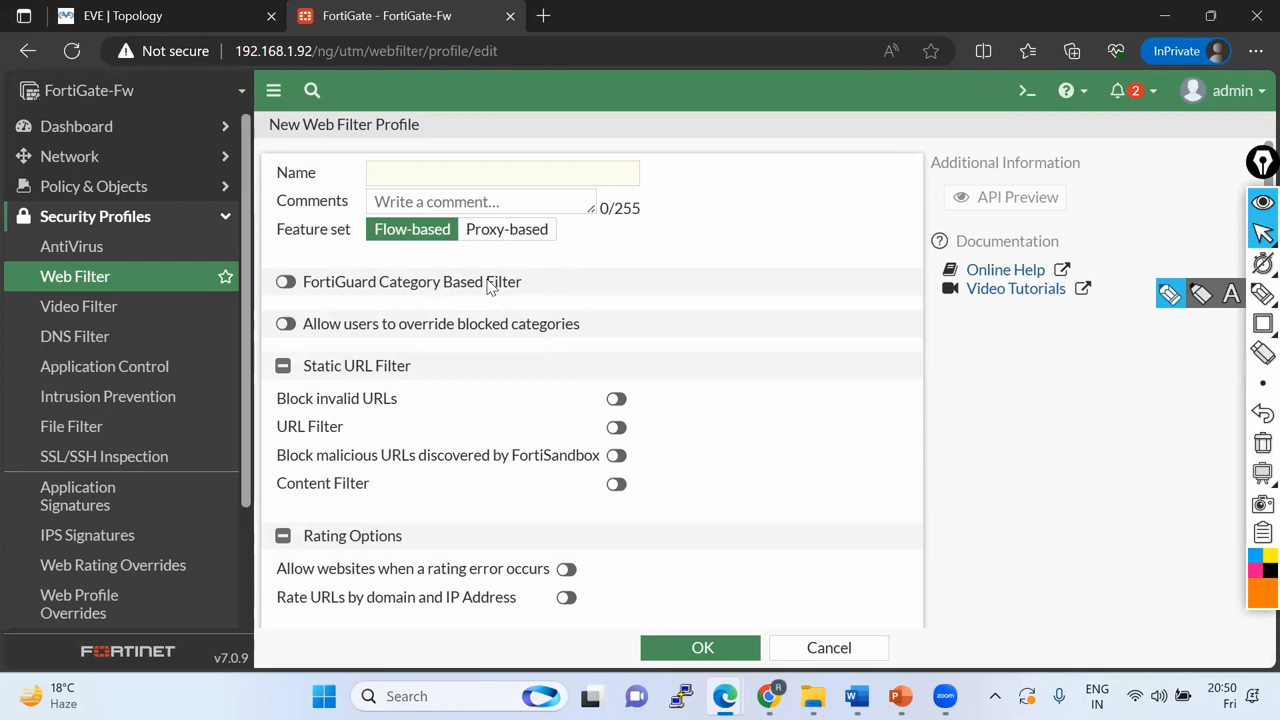 EVE | Topology
FortiGate - FortiGate-Fw
Not secure
192.168.1.92/ng/utm/webfilter/profile/edit
InPrivate
FortiGate-Fw
2
admin
Dashboard
Network
Policy & Objects
Security Profiles
AntiVirus
Web Filter
Video Filter
DNS Filter
Application Control
Intrusion Prevention
File Filter
SSL/SSH Inspection
Application
Signatures
IPS Signatures
Web Rating Overrides
Web Profile
Overrides
FORTINET
v7.0.9
New Web Filter Profile
Name
Comments
Write a comment...
0/255
Feature set
Flow-based
Proxy-based
FortiGuard Category Based Filter
Allow users to override blocked categories
Static URL Filter
Block invalid URLs
URL Filter
Block malicious URLs discovered by FortiSandbox
Content Filter
Rating Options
Allow websites when a rating error occurs
Rate URLs by domain and IP Address
OK
Cancel
Additional Information
API Preview
Documentation
Online Help
Video Tutorials
A
18°C
Haze
Search
R
zoom
ENG
IN
20:50
Fri